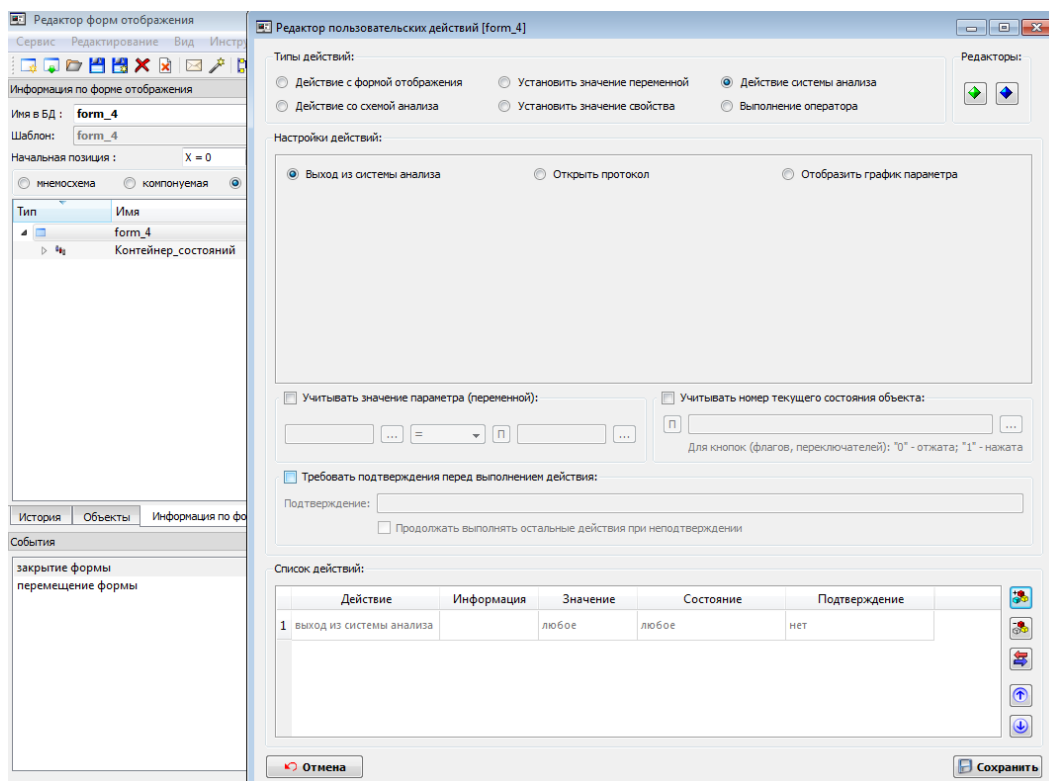 Редактор форм отображения
Сервис Редактирование Вид
Информация по форме отображения
Имя в БД : form_4
Шаблон: form_4
Начальная позиция : X = 0
мнемосхема компонуемая
Тип Имя
form_4
Контейнер_состояний
История Объекты Информация по
События
закрытие формы
перемещение формы
Редактор пользовательских действий [form_4]
Типы действий:
Действие с формой отображения Установить значение переменной Действие системы анализа
Действие со схемой анализа Установить значение свойства Выполнение оператора
Редакторы:
Настройки действий:
Выход из системы анализа Открыть протокол Отобразить график параметра
Учитывать значение параметра (переменной):
... = П ...
Учитывать номер текущего состояния объекта:
П ...
Для кнопок (флагов, переключателей): "0" - отжата; "1" - нажата
Требовать подтверждения перед выполнением действия:
Подтверждение:
Продолжать выполнять остальные действия при неподтверждении
Список действий:
Действие Информация Значение Состояние Подтверждение
1 выход из системы анализа любое любое нет
Отмена Сохранить